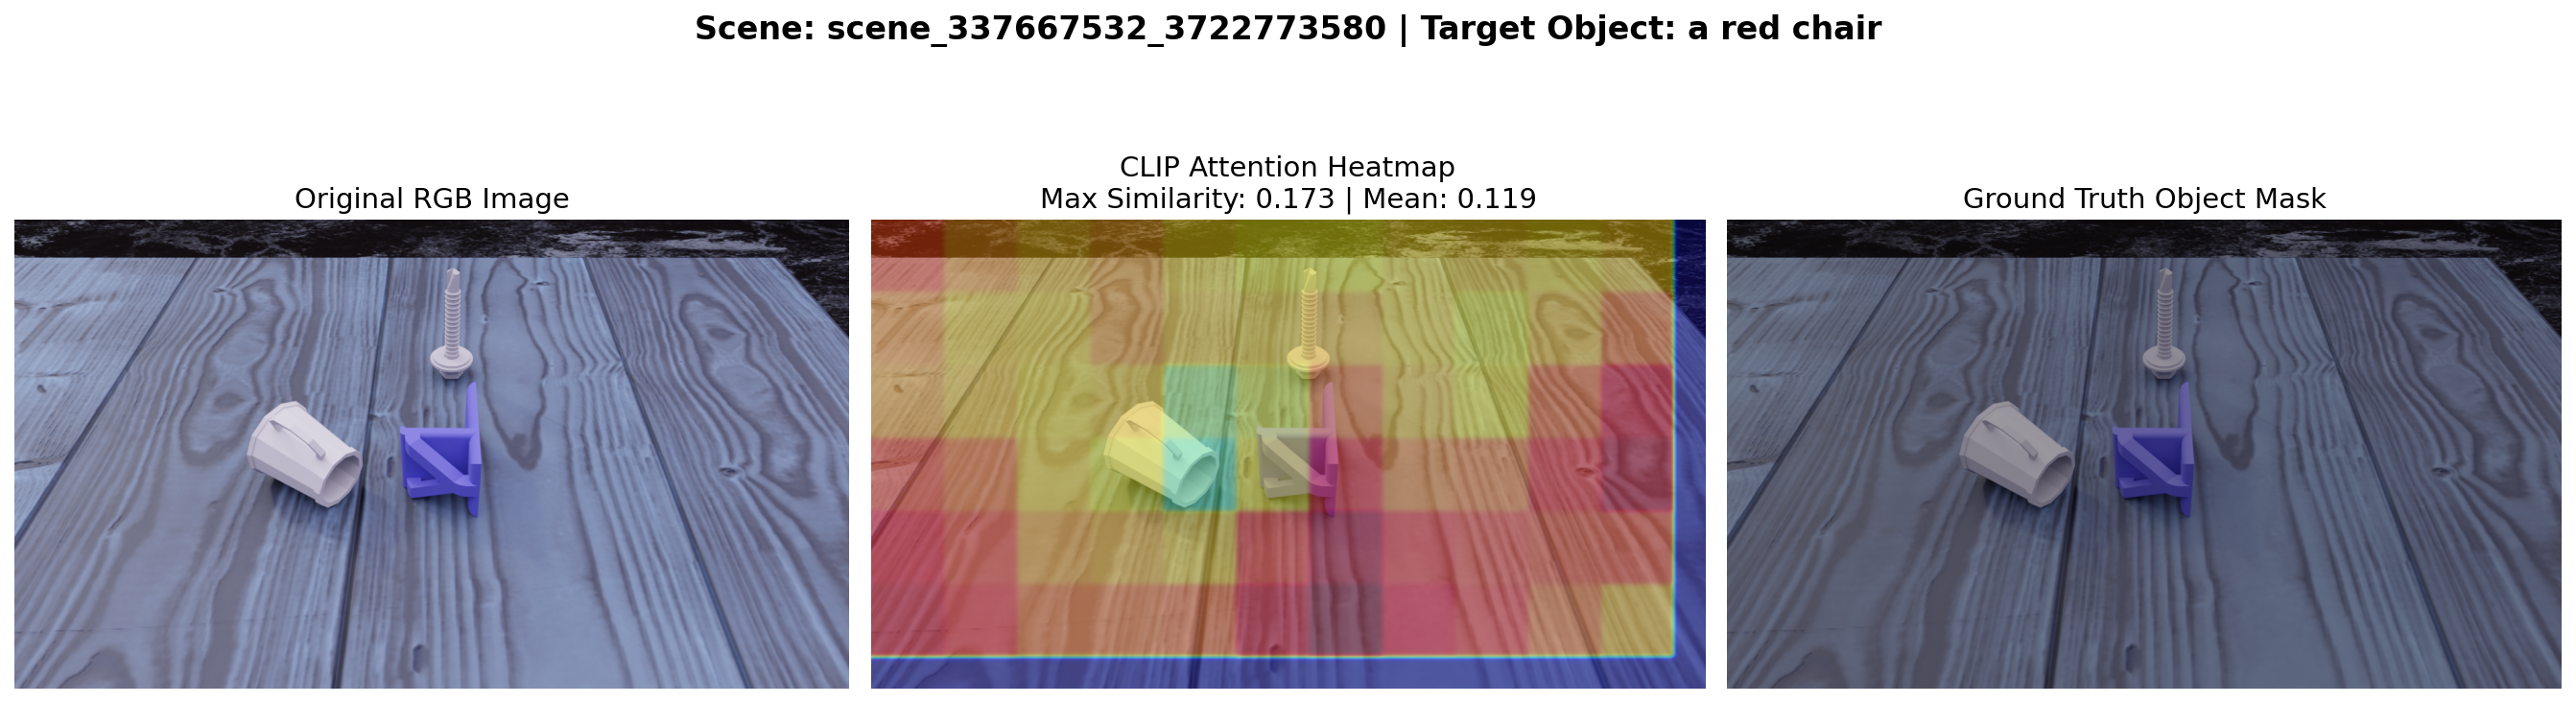 Scene: scene_337667532_3722773580 | Target Object: a red chair
Original RGB Image
CLIP Attention Heatmap
Max Similarity: 0.173 | Mean: 0.119
Ground Truth Object Mask